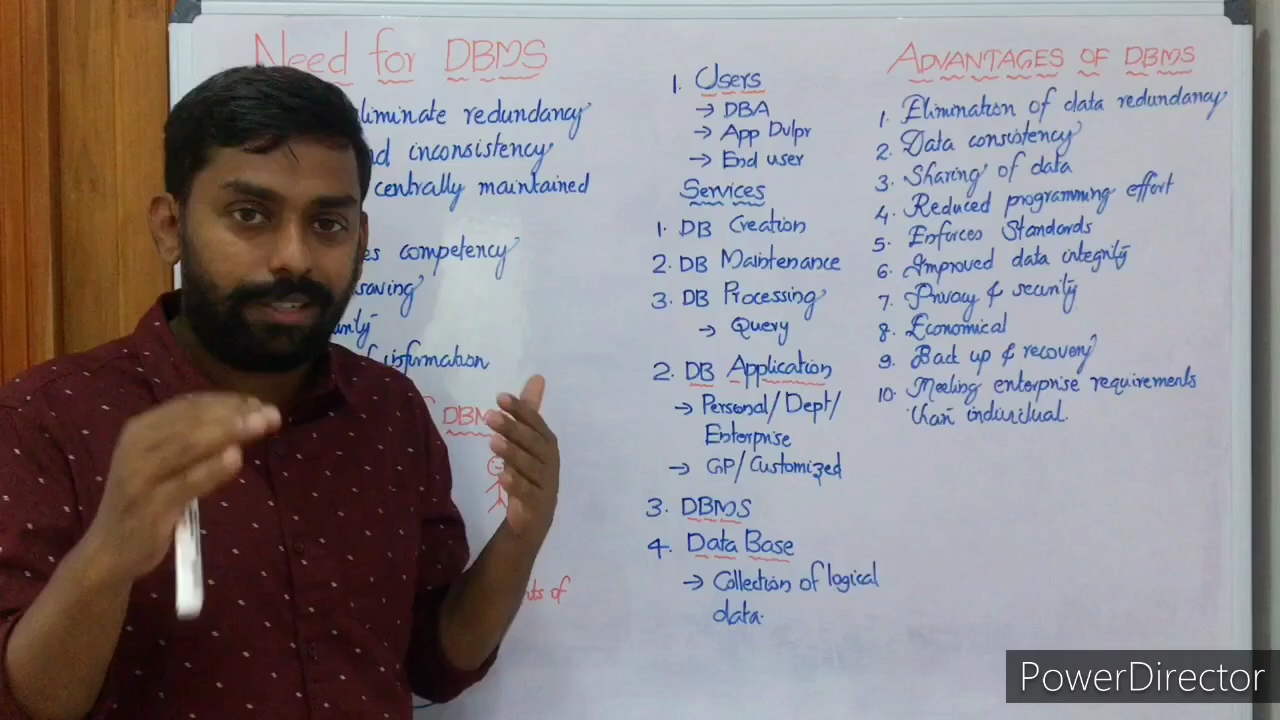 Need for DBMS
liminate redundancy
nd inconsistency
centrally maintained
es competency
saving
f information
DBM
ts of
1. Users
→ DBA
→ App Dvlpr
→ End user
Services
1. DB Creation
2. DB Maintenance
3. DB Processing
→ Query
2. DB Application
→ Personal/Dept/
Enterprise
→ GP/Customized
3. DBMS
4. Data Base
→ Collection of logical
data.
ADVANTAGES OF DBMS
1. Elimination of data redundancy
2. Data consistency
3. Sharing of data
4. Reduced programming effort
5. Enforces Standards
6. Improved data integrity
7. Privacy & security
8. Economical
9. Back up & recovery
10. Meeting enterprise requirements
than individual.
PowerDirector